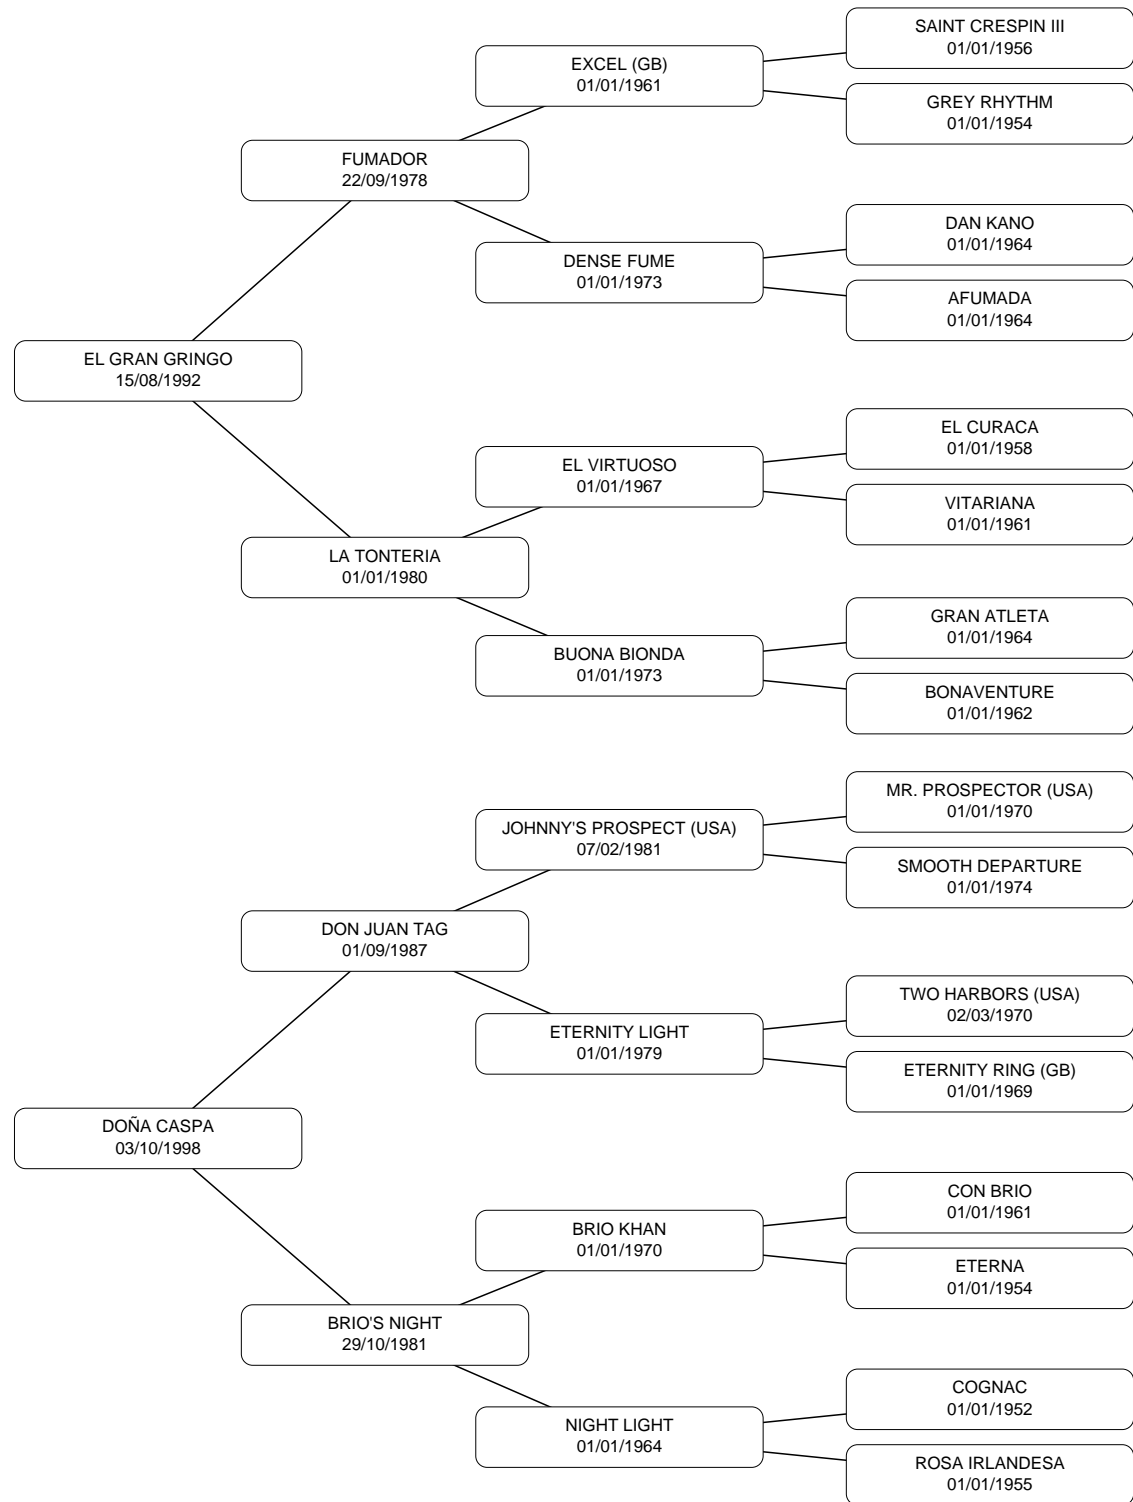 SAINT CRESPIN III
01/01/1956
EXCEL (GB)
01/01/1961
GREY RHYTHM
01/01/1954
FUMADOR
22/09/1978
DAN KANO
01/01/1964
DENSE FUME
01/01/1973
AFUMADA
01/01/1964
EL GRAN GRINGO
15/08/1992
EL CURACA
01/01/1958
EL VIRTUOSO
01/01/1967
VITARIANA
01/01/1961
LA TONTERIA
01/01/1980
GRAN ATLETA
01/01/1964
BUONA BIONDA
01/01/1973
BONAVENTURE
01/01/1962
MR. PROSPECTOR (USA)
01/01/1970
JOHNNY'S PROSPECT (USA)
07/02/1981
SMOOTH DEPARTURE
01/01/1974
DON JUAN TAG
01/09/1987
TWO HARBORS (USA)
02/03/1970
ETERNITY LIGHT
01/01/1979
ETERNITY RING (GB)
01/01/1969
DOÑA CASPA
03/10/1998
CON BRIO
01/01/1961
BRIO KHAN
01/01/1970
ETERNA
01/01/1954
BRIO'S NIGHT
29/10/1981
COGNAC
01/01/1952
NIGHT LIGHT
01/01/1964
ROSA IRLANDESA
01/01/1955